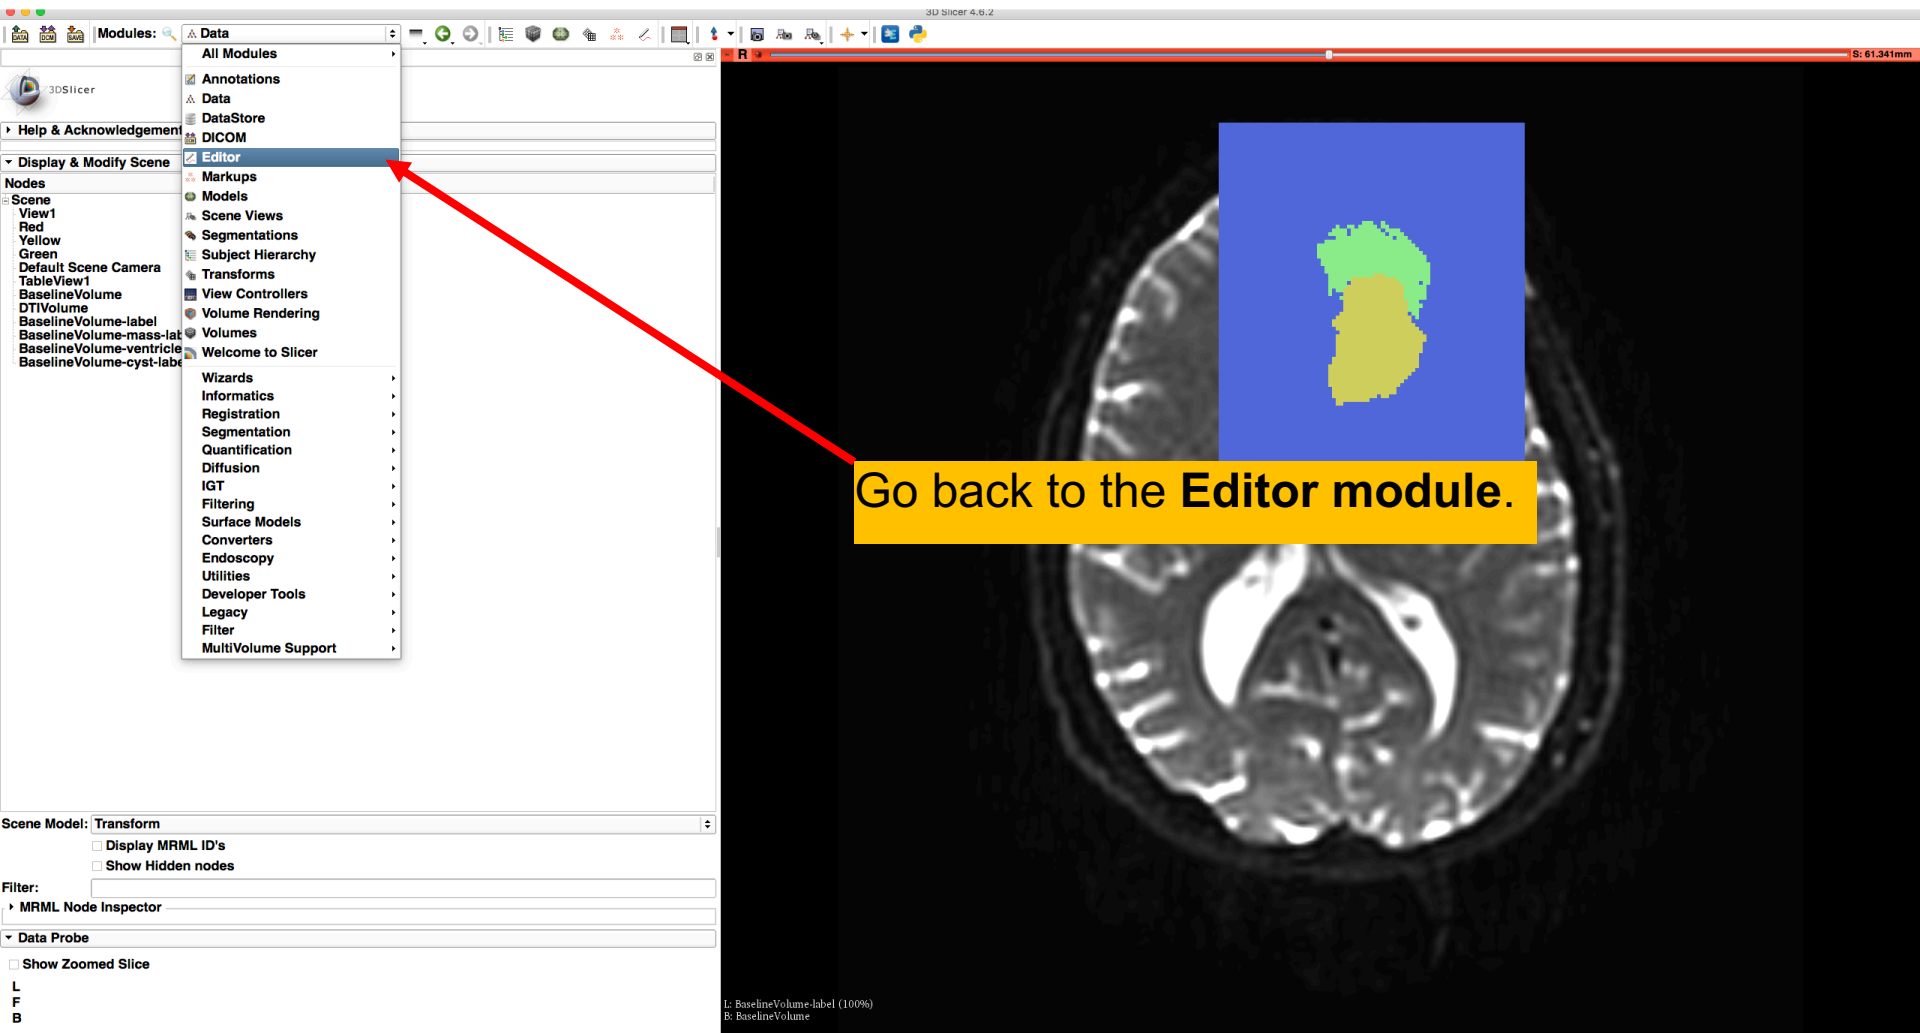 3D Slicer 4.6.2
DATA DCM SAVE Modules: Data
R S: 61.341mm
3DSlicer
Help & Acknowledgement
Display & Modify Scene
Nodes
Scene
View1
Red
Yellow
Green
Default Scene Camera
TableView1
BaselineVolume
DTIVolume
BaselineVolume-label
BaselineVolume-mass-lab
BaselineVolume-ventricle
BaselineVolume-cyst-labe
All Modules
Annotations
Data
DataStore
DICOM
Editor
Markups
Models
Scene Views
Segmentations
Subject Hierarchy
Transforms
View Controllers
Volume Rendering
Volumes
Welcome to Slicer
Wizards
Informatics
Registration
Segmentation
Quantification
Diffusion
IGT
Filtering
Surface Models
Converters
Endoscopy
Utilities
Developer Tools
Legacy
Filter
MultiVolume Support
Go back to the Editor module.
Scene Model: Transform
Display MRML ID's
Show Hidden nodes
Filter:
MRML Node Inspector
Data Probe
Show Zoomed Slice
L
F
B
L: BaselineVolume-label (100%)
B: BaselineVolume